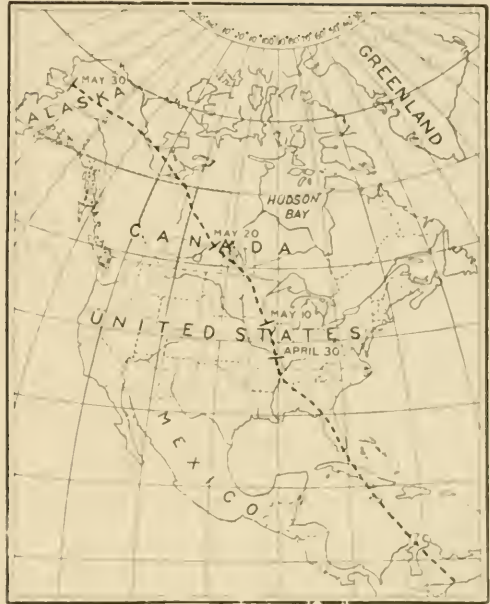 GREENLAND
MAY 30
ALASKA
HUDSON
BAY
MAY 20
CANADA
MAY 10
UNITED STATES
APRIL 30
MEXICO